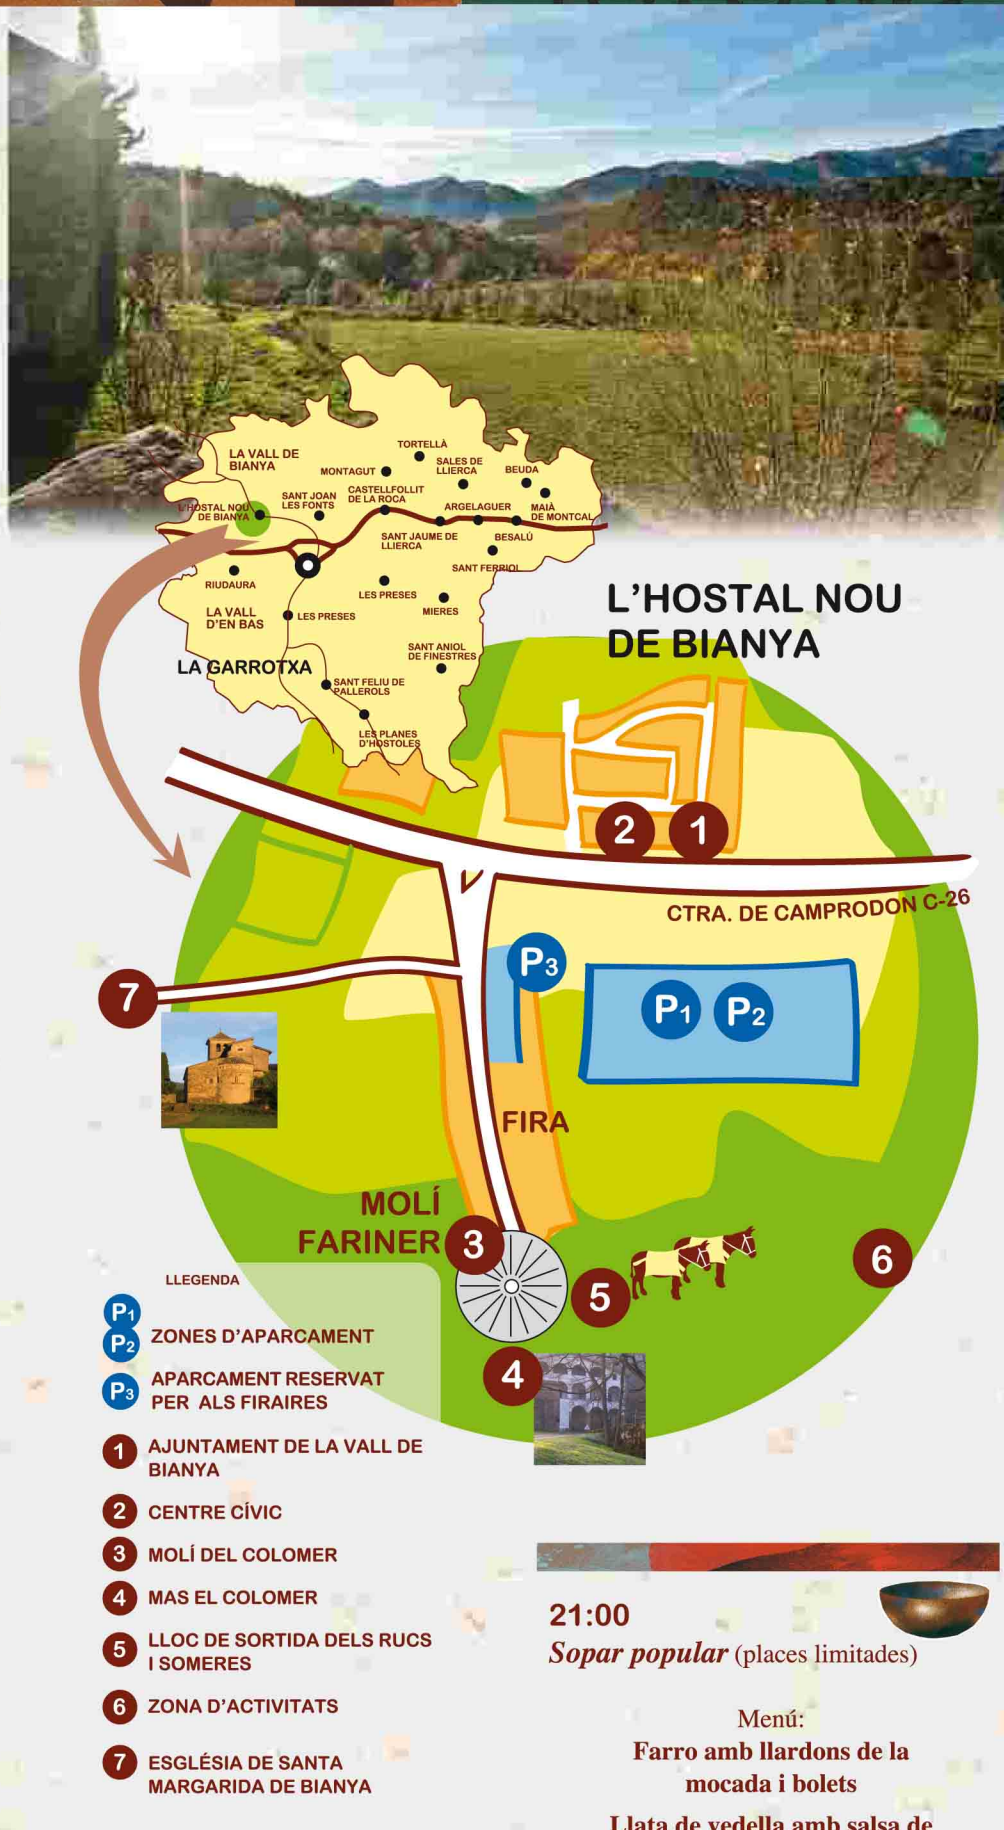 LA VALL DE
BIANYA
TORTELLÀ
MONTAGUT
SALES DE
LLIERCA
BEUDA
L'HOSTAL NOU
DE BIANYA
SANT JOAN
LES FONTS
CASTELLFOLLIT
DE LA ROCA
ARGELAGUER
MAIÀ
DE MONTCAL
SANT JAUME DE
LLIERCA
BESALÚ
SANT FERRIOL
RIUDAURA
LES PRESES
MIERES
LA VALL
D'EN BAS
LES PRESES
LA GARROTXA
SANT ANIOL
DE FINESTRES
SANT FELIU DE
PALLEROLS
LES PLANES
D'HOSTOLES
L'HOSTAL NOU
DE BIANYA
2 1
CTRA. DE CAMPRODON C-26
P3
P1 P2
7
FIRA
MOLÍ
FARINER
3
5
6
4
LLEGENDA
P1
P2 ZONES D'APARCAMENT
P3 APARCAMENT RESERVAT
PER ALS FIRAIRES
1 AJUNTAMENT DE LA VALL DE
BIANYA
2 CENTRE CÍVIC
3 MOLÍ DEL COLOMER
4 MAS EL COLOMER
5 LLOC DE SORTIDA DELS RUCS
I SOMERES
6 ZONA D'ACTIVITATS
7 ESGLÉSIA DE SANTA
MARGARIDA DE BIANYA
21:00
Sopar popular (places limitades)
Menú:
Farro amb llardons de la
mocada i bolets
Llata de vedella amb salsa de